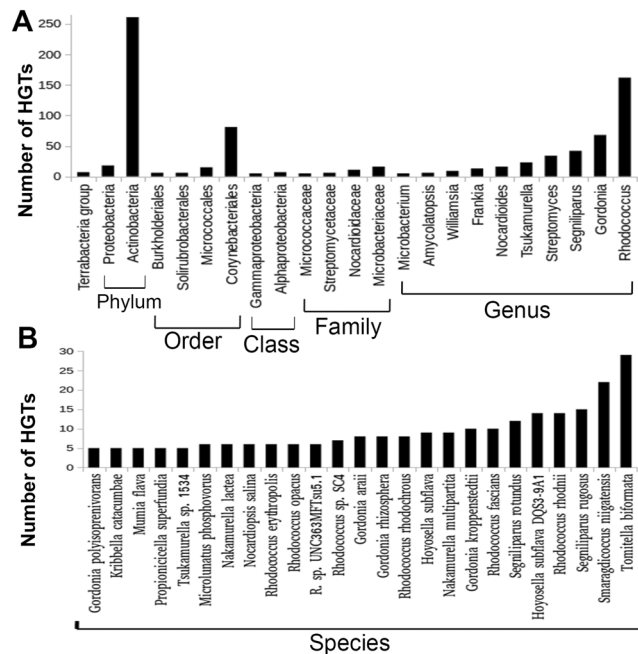 A
Number of HGTs
250
200
150
100
50
0
Terrabacteria group
Proteobacteria
Actinobacteria
Burkholderiales
Solirubrobacterales
Micrococcales
Corynebacteriales
Gammaproteobacteria
Alphaproteobacteria
Micrococcaceae
Streptomycetaceae
Nocardioidaceae
Microbacteriaceae
Microbacterium
Amycolatopsis
Williamsia
Frankia
Nocardioides
Tsukamurella
Streptomyces
Segniliparus
Gordonia
Rhodococcus
Phylum
Order
Class
Family
Genus
B
Number of HGTs
30
25
20
15
10
5
0
Gordonia polyisoprenivorans
Kribbella catacumbae
Mumia flava
Propionicicella superfundia
Tsukamurella sp. 1534
Microlunatus phosphovorus
Nakamurella lactea
Nocardiopsis salina
Rhodococcus erythropolis
Rhodococcus opacus
R. sp. UNC363MFTsu5.1
Rhodococcus sp. SC4
Gordonia araii
Gordonia rhizosphera
Rhodococcus rhodochrous
Hoyosella subflava
Nakamurella multipartita
Gordonia kroppenstedtii
Rhodococcus fascians
Segniliparus rotundus
Hoyosella subflava DQS3-9A1
Rhodococcus rhodnii
Segniliparus rugosus
Smaragdicoccus niigatensis
Tomitella biformata
Species